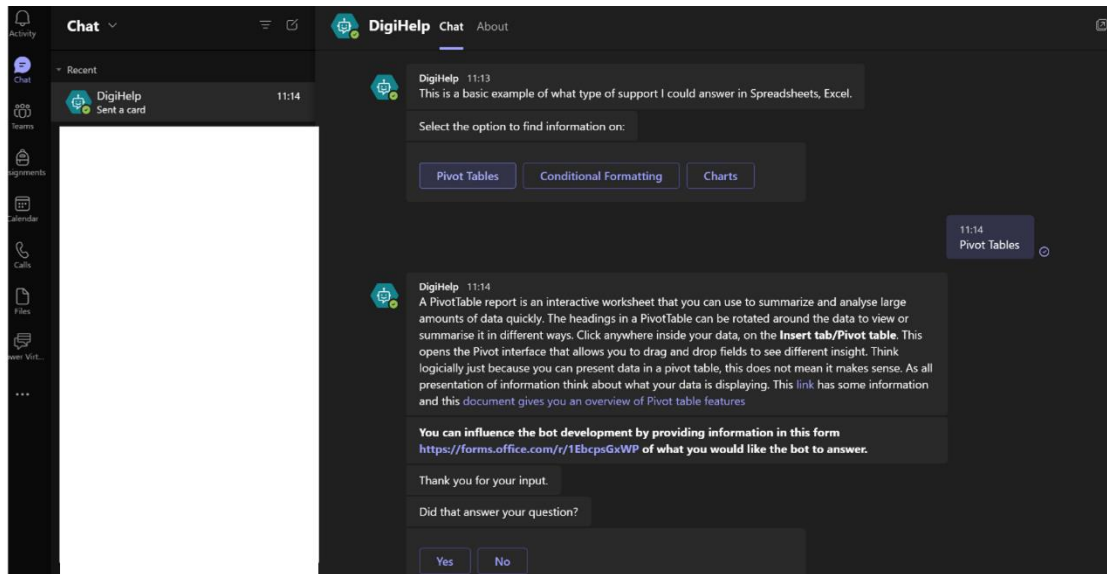 Activity
Chat
Teams
signments
Calendar
Calls
Files
wer Virt...
Chat
Recent
DigiHelp 11:14
Sent a card
DigiHelp Chat About
DigiHelp 11:13
This is a basic example of what type of support I could answer in Spreadsheets, Excel.
Select the option to find information on:
Pivot Tables Conditional Formatting Charts
11:14
Pivot Tables
DigiHelp 11:14
A PivotTable report is an interactive worksheet that you can use to summarize and analyse large
amounts of data quickly. The headings in a PivotTable can be rotated around the data to view or
summarise it in different ways. Click anywhere inside your data, on the Insert tab/Pivot table. This
opens the Pivot interface that allows you to drag and drop fields to see different insight. Think
logicially just because you can present data in a pivot table, this does not mean it makes sense. As all
presentation of information think about what your data is displaying. This link has some information
and this document gives you an overview of Pivot table features
You can influence the bot development by providing information in this form
https://forms.office.com/r/1EbcpsGxWP of what you would like the bot to answer.
Thank you for your input.
Did that answer your question?
Yes No